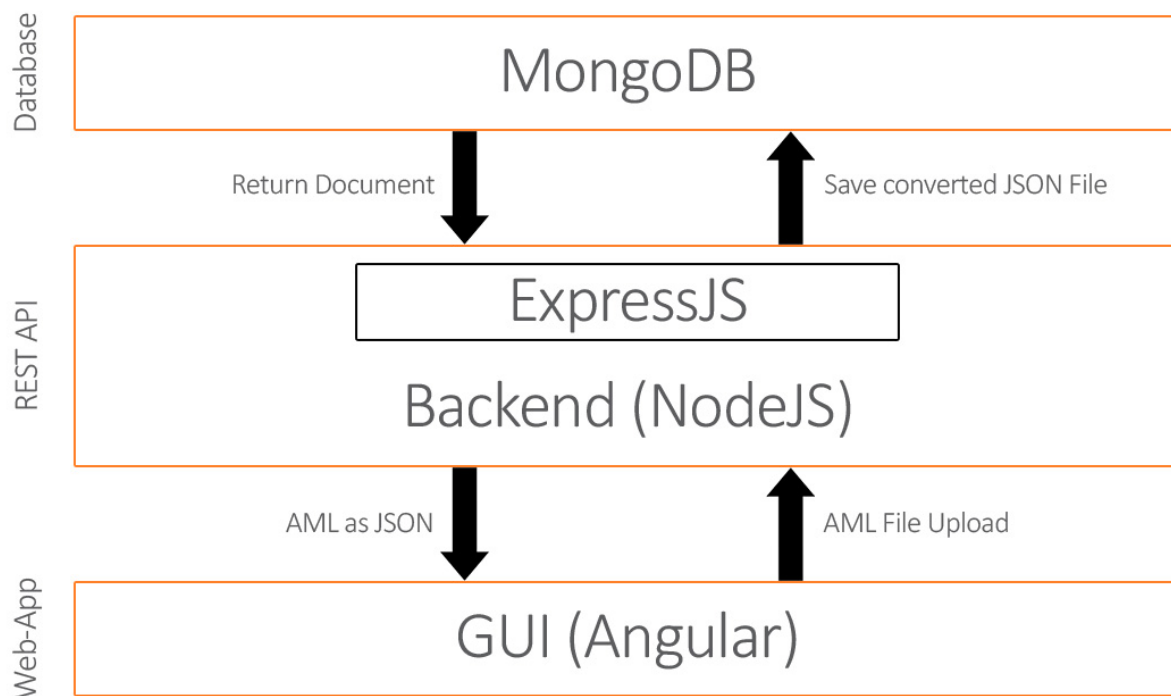 Database
MongoDB
Return Document
Save converted JSON File
REST API
ExpressJS
Backend (NodeJS)
AML as JSON
AML File Upload
Web-App
GUI (Angular)